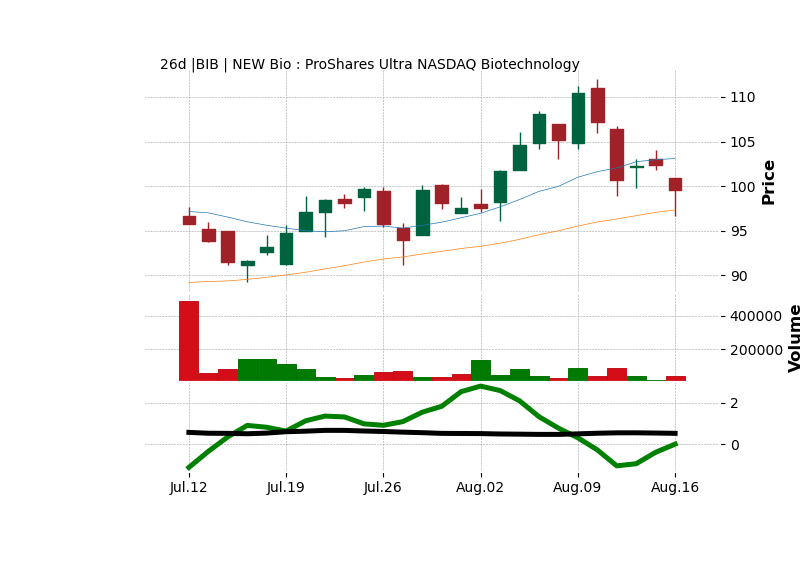 26d |BIB | NEW Bio : ProShares Ultra NASDAQ Biotechnology
110
105
100
95
90
Price
400000
200000
Volume
2
0
Jul.12 Jul.19 Jul.26 Aug.02 Aug.09 Aug.16